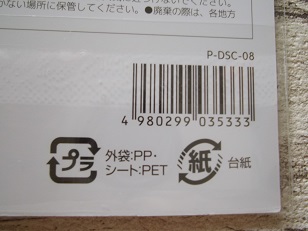 かない場所に保管してください。●廃棄の際は、各地方
P-DSC-08
4 980299 035333
プラ
外袋:PP・
シート:PET
紙
台紙